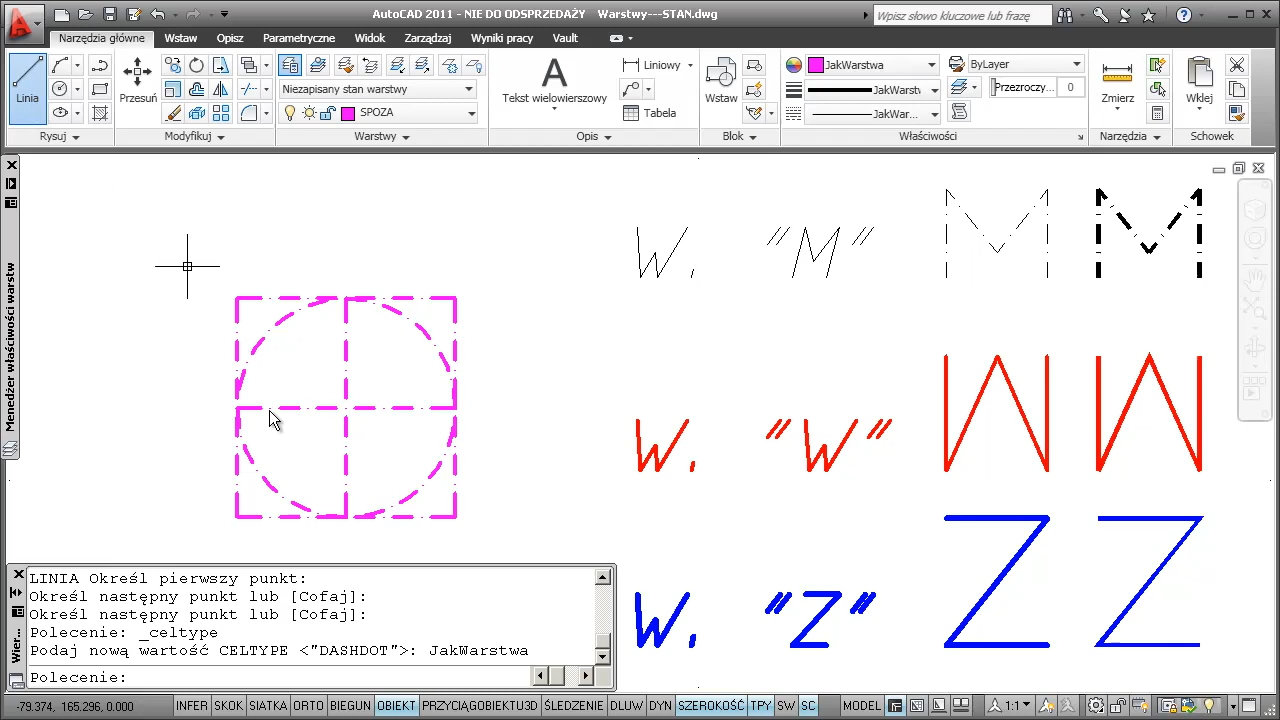 AutoCAD 2011 - NIE DO ODSPRZEDAŻY Warstwy---STAN.dwg
Wpisz słowo kluczowe lub frazę
Narzędzia główne Wstaw Opisz Parametryczne Widok Zarządzaj Wyniki pracy Vault
Linia
Przesuń
Niezapisany stan warstwy
SPOZA
A
Tekst wielowierszowy
Liniowy
Tabela
Wstaw
JakWarstwa
JakWarstw
JakWar...
ByLayer
Przezroczy... 0
Zmierz
Wklej
Rysuj Modyfikuj Warstwy Opis Blok Właściwości Narzędzia Schowek
Menedżer właściwości warstw
W. "M" M M
W. "W" W W
W. "Z" Z Z
Wier...
LINIA Określ pierwszy punkt:
Określ następny punkt lub [Cofaj]:
Określ następny punkt lub [Cofaj]:
Polecenie: _celtype
Podaj nową wartość CELTYPE <"DASHDOT">: JakWarstwa
Polecenie:
-79.374, 165.296, 0.000 INFER SKOK SIATKA ORTO BIEGUN OBIEKT PRZYCIĄGOBIEKTU3D ŚLEDZENIE DLUW DYN SZEROKOŚĆ TPY SW SC MODEL 1:1